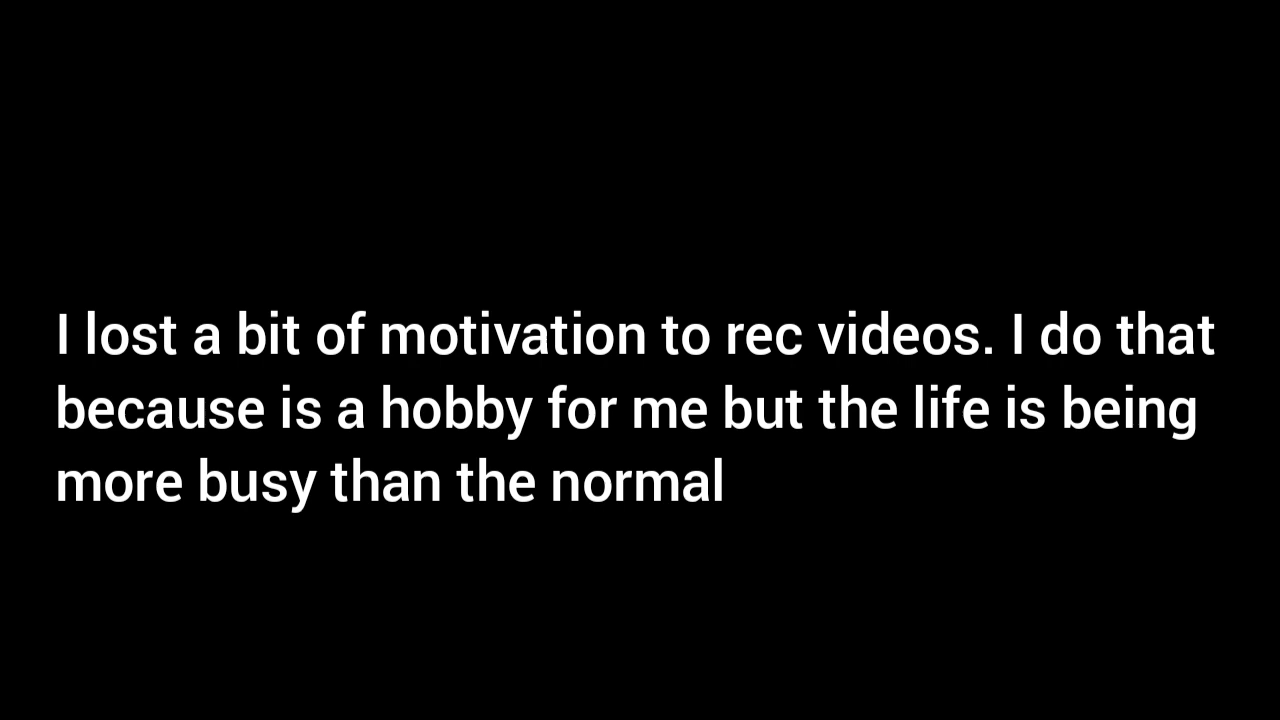 I lost a bit of motivation to rec videos. I do that
because is a hobby for me but the life is being
more busy than the normal